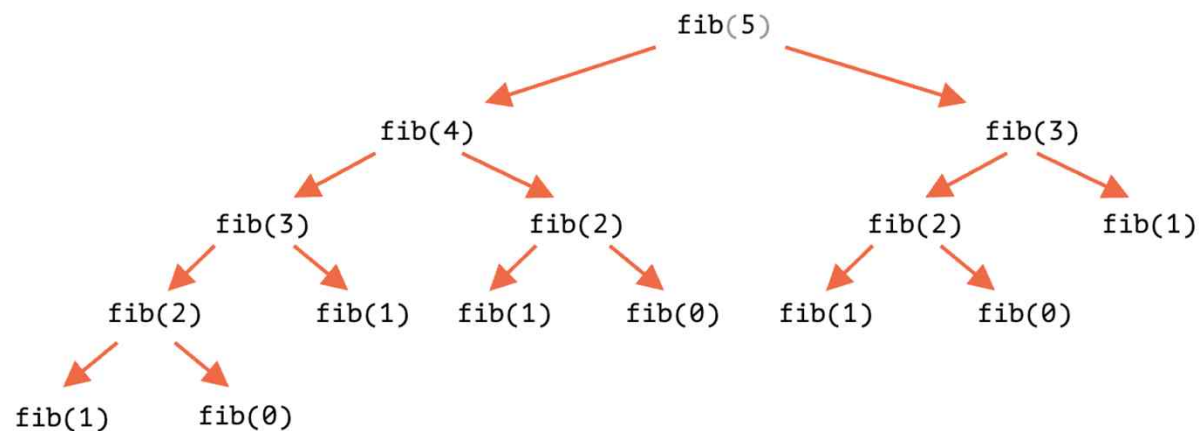 fib(5)
fib(4) fib(3)
fib(3) fib(2) fib(2) fib(1)
fib(2) fib(1) fib(1) fib(0) fib(1) fib(0)
fib(1) fib(0)